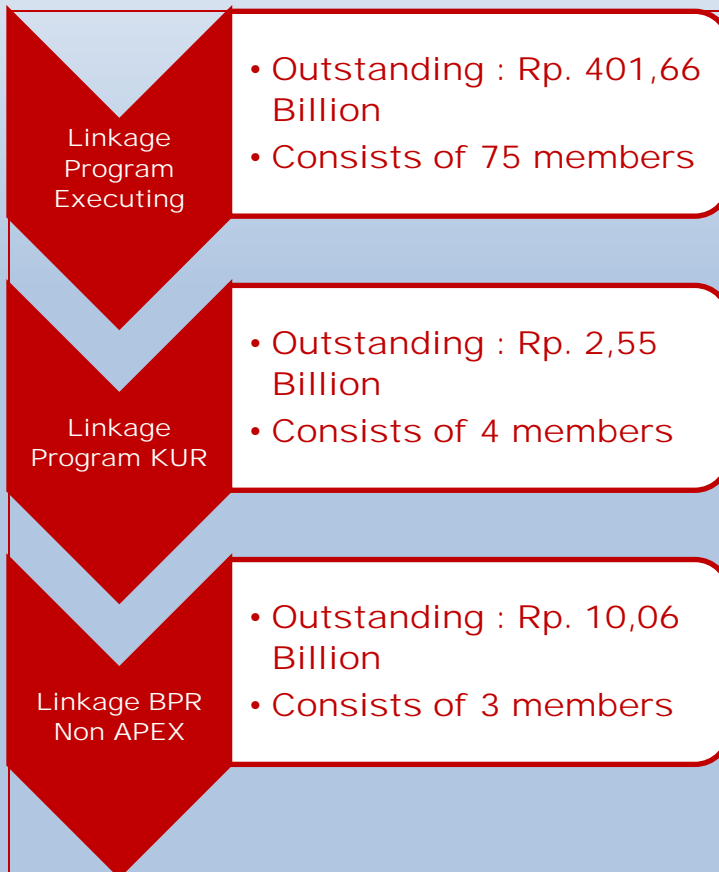 Linkage
Program
Executing
• Outstanding : Rp. 401,66
Billion
• Consists of 75 members
Linkage
Program KUR
• Outstanding : Rp. 2,55
Billion
• Consists of 4 members
Linkage BPR
Non APEX
• Outstanding : Rp. 10,06
Billion
• Consists of 3 members